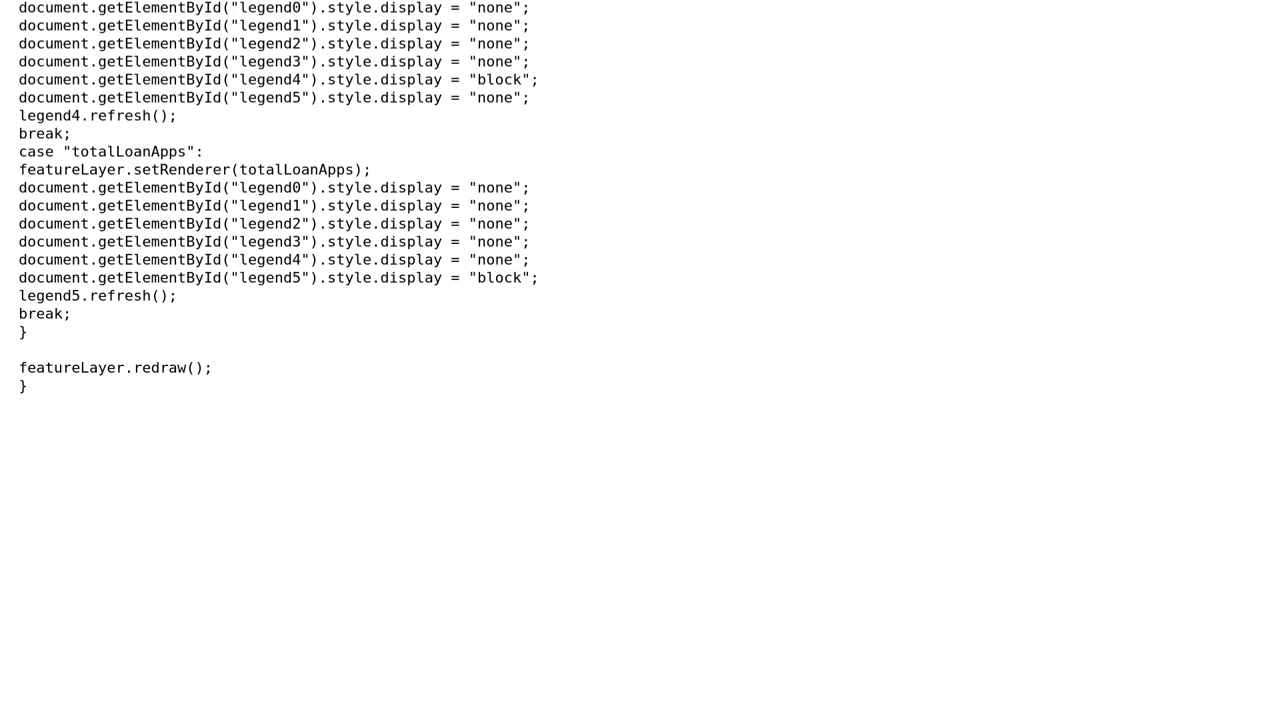 document.getElementById("legend0").style.display = "none";
document.getElementById("legend1").style.display = "none";
document.getElementById("legend2").style.display = "none";
document.getElementById("legend3").style.display = "none";
document.getElementById("legend4").style.display = "block";
document.getElementById("legend5").style.display = "none";
legend4.refresh();
break;
case "totalLoanApps":
featureLayer.setRenderer(totalLoanApps);
document.getElementById("legend0").style.display = "none";
document.getElementById("legend1").style.display = "none";
document.getElementById("legend2").style.display = "none";
document.getElementById("legend3").style.display = "none";
document.getElementById("legend4").style.display = "none";
document.getElementById("legend5").style.display = "block";
legend5.refresh();
break;
}

featureLayer.redraw();
}